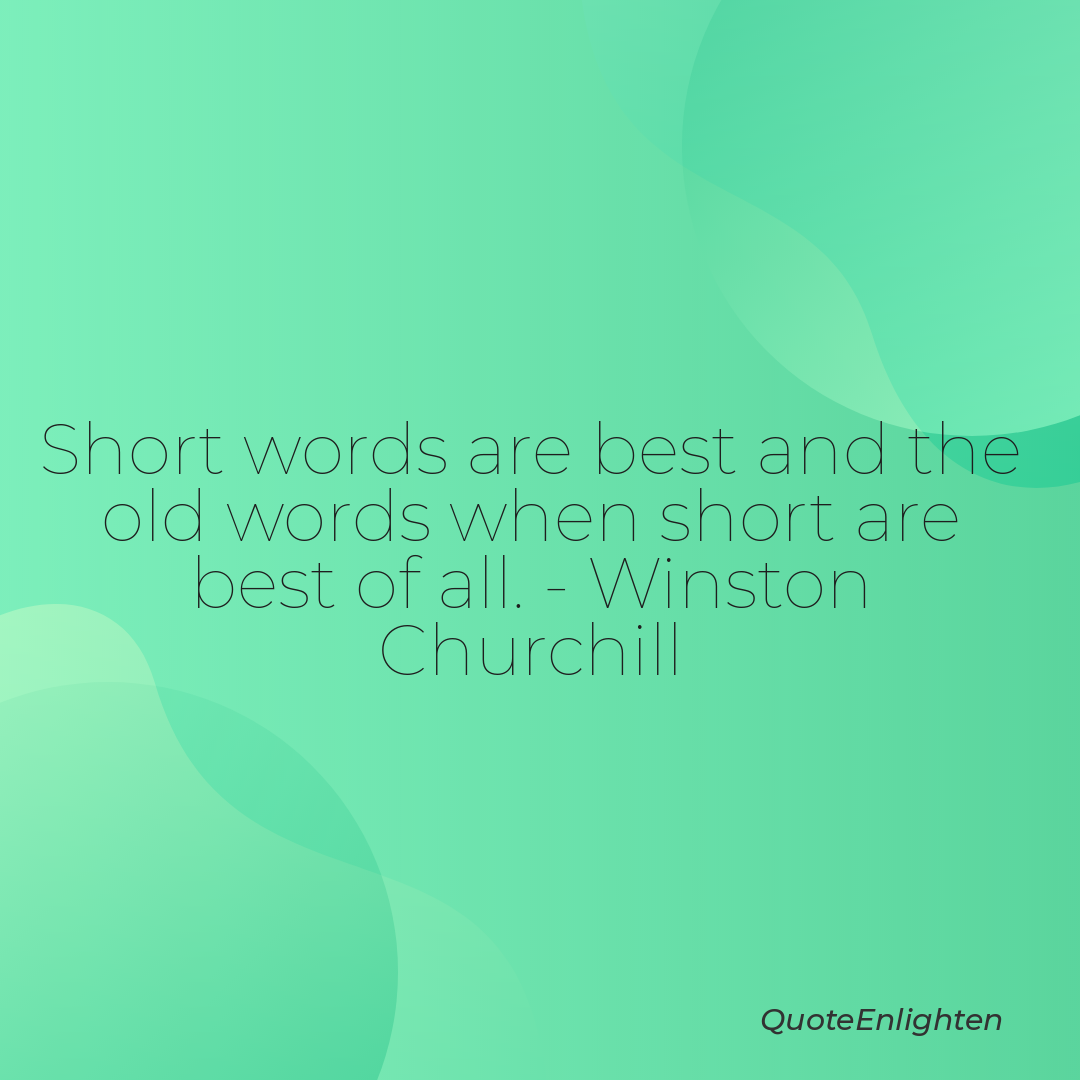 Short words are best and the
old words when short are
best of all. - Winston
Churchill
QuoteEnlighten